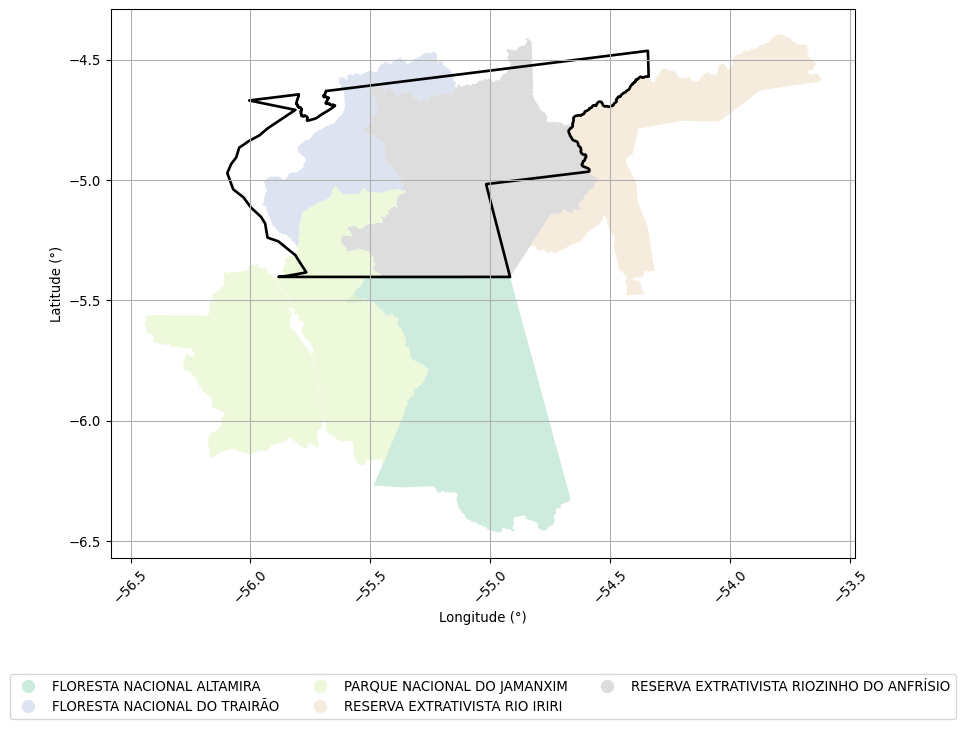 −4.5
−5.0
−5.5
−6.0
−6.5
Latitude (°)
−56.5
−56.0
−55.5
−55.0
−54.5
−54.0
−53.5
Longitude (°)
FLORESTA NACIONAL ALTAMIRA
PARQUE NACIONAL DO JAMANXIM
RESERVA EXTRATIVISTA RIOZINHO DO ANFRÍSIO
FLORESTA NACIONAL DO TRAIRÃO
RESERVA EXTRATIVISTA RIO IRIRI